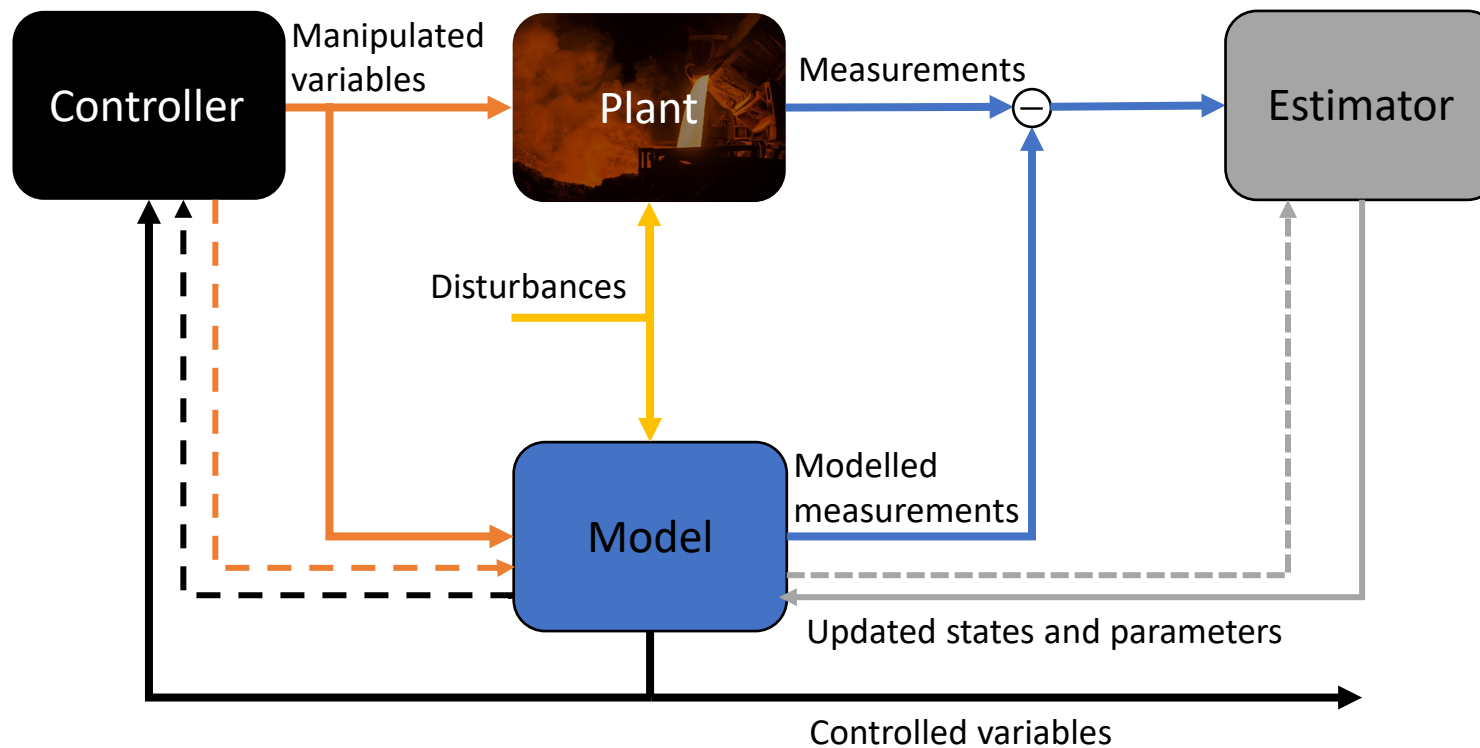 Manipulated
variables
Controller
Plant
Measurements
−
Estimator
Disturbances
Modelled
measurements
Model
Updated states and parameters
Controlled variables